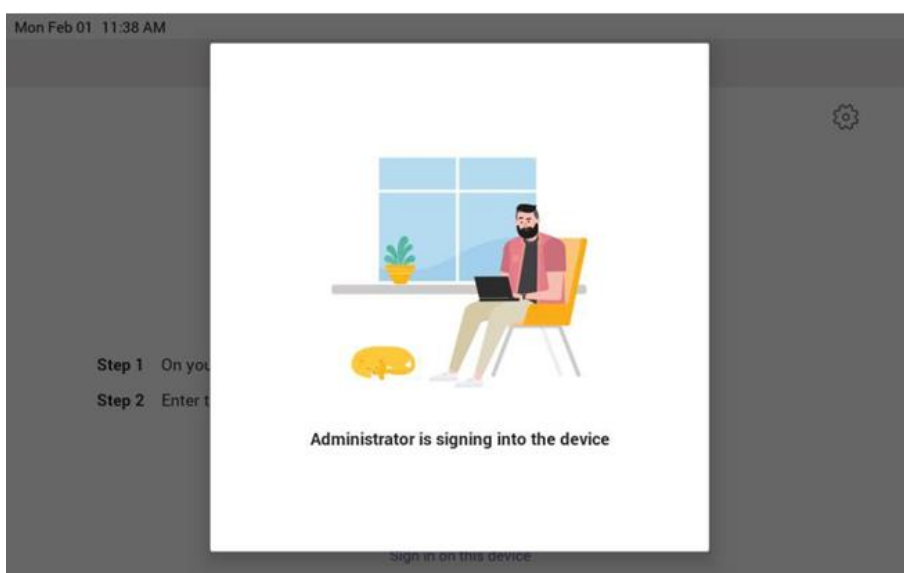 Mon Feb 01 11:38 AM
Step 1 On you
Step 2 Enter t
Administrator is signing into the device
Sign in on this device